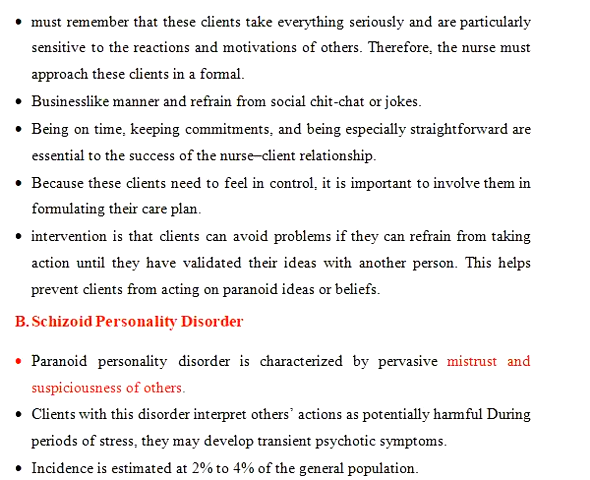 • must remember that these clients take everything seriously and are particularly
sensitive to the reactions and motivations of others. Therefore, the nurse must
approach these clients in a formal.
• Businesslike manner and refrain from social chit-chat or jokes.
• Being on time, keeping commitments, and being especially straightforward are
essential to the success of the nurse–client relationship.
• Because these clients need to feel in control, it is important to involve them in
formulating their care plan.
• intervention is that clients can avoid problems if they can refrain from taking
action until they have validated their ideas with another person. This helps
prevent clients from acting on paranoid ideas or beliefs.
B. Schizoid Personality Disorder
• Paranoid personality disorder is characterized by pervasive mistrust and
suspiciousness of others.
• Clients with this disorder interpret others’ actions as potentially harmful During
periods of stress, they may develop transient psychotic symptoms.
• Incidence is estimated at 2% to 4% of the general population.